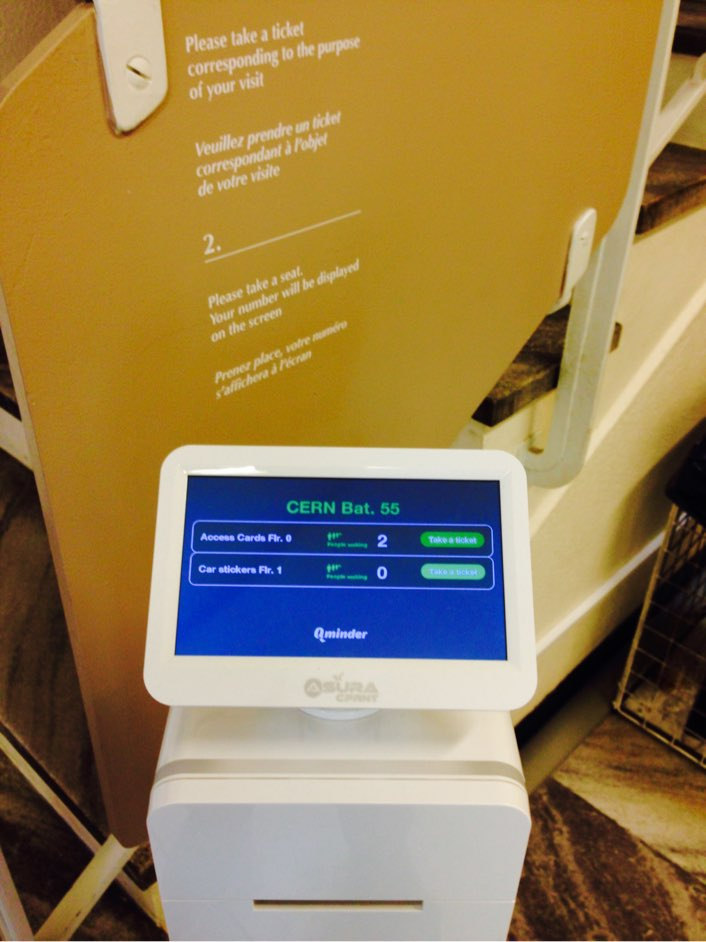 Please take a ticket
corresponding to the purpose
of your visit
Veuillez prendre un ticket
correspondant à l'objet
de votre visite
2.
Please take a seat.
Your number will be displayed
on the screen
Prenez place, votre numéro
s'affichera à l'écran
CERN Bat. 55
Access Cards Flr. 0 People waiting 2 Take a ticket
Car stickers Flr. 1 People waiting 0 Take a ticket
Qminder
ASURA
CPRNT